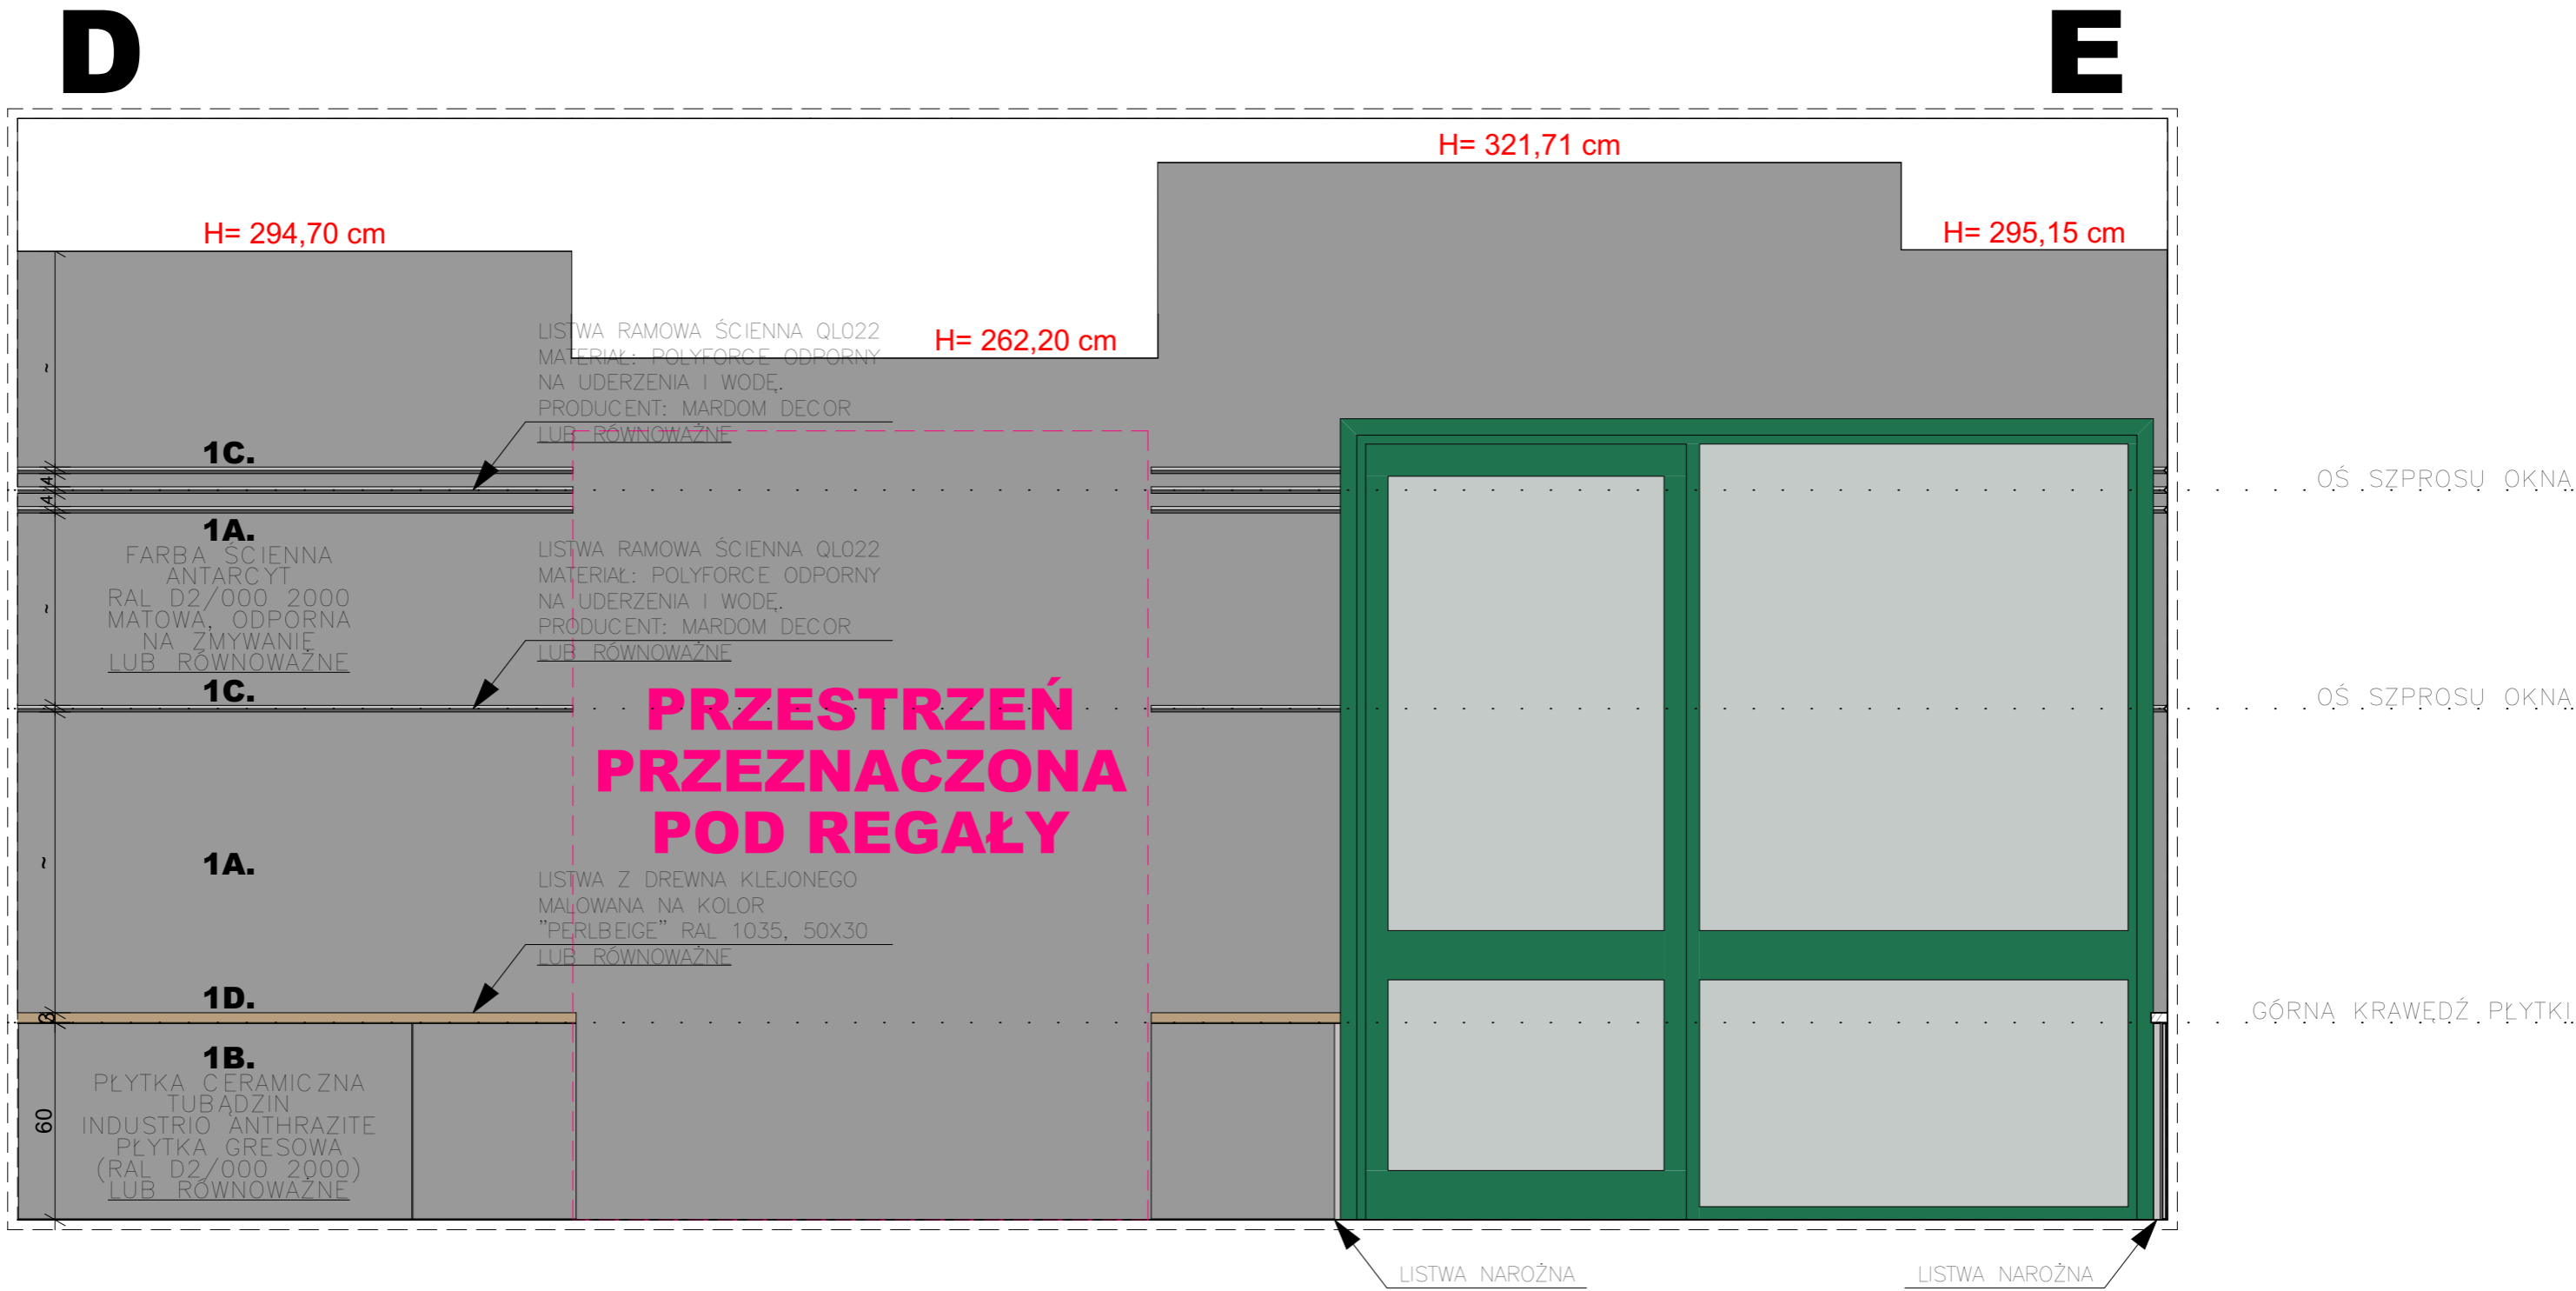 D
E
H= 321,71 cm
H= 294,70 cm
H= 295,15 cm
LISTWA RAMOWA ŚCIENNA QL022
MATERIAŁ: POLYFORCE ODPORNY
NA UDERZENIA I WODĘ.
PRODUCENT: MARDOM DECOR
LUB RÓWNOWAŻNE
H= 262,20 cm
~
1C.
4
4
OŚ SZPROSU OKNA
1A.
FARBA ŚCIENNA
ANTARCYT
RAL D2/000 2000
MATOWA, ODPORNA
NA ZMYWANIE
LUB RÓWNOWAŻNE
~
LISTWA RAMOWA ŚCIENNA QL022
MATERIAŁ: POLYFORCE ODPORNY
NA UDERZENIA I WODĘ.
PRODUCENT: MARDOM DECOR
LUB RÓWNOWAŻNE
1C.
OŚ SZPROSU OKNA
PRZESTRZEŃ
PRZEZNACZONA
POD REGAŁY
~
1A.
LISTWA Z DREWNA KLEJONEGO
MALOWANA NA KOLOR
"PERLBEIGE" RAL 1035, 50X30
LUB RÓWNOWAŻNE
1D.
3
GÓRNA KRAWĘDŹ PŁYTKI
1B.
PŁYTKA CERAMICZNA
TUBĄDZIN
INDUSTRIO ANTHRAZITE
PŁYTKA GRESOWA
(RAL D2/000 2000)
LUB RÓWNOWAŻNE
60
LISTWA NAROŻNA
LISTWA NAROŻNA